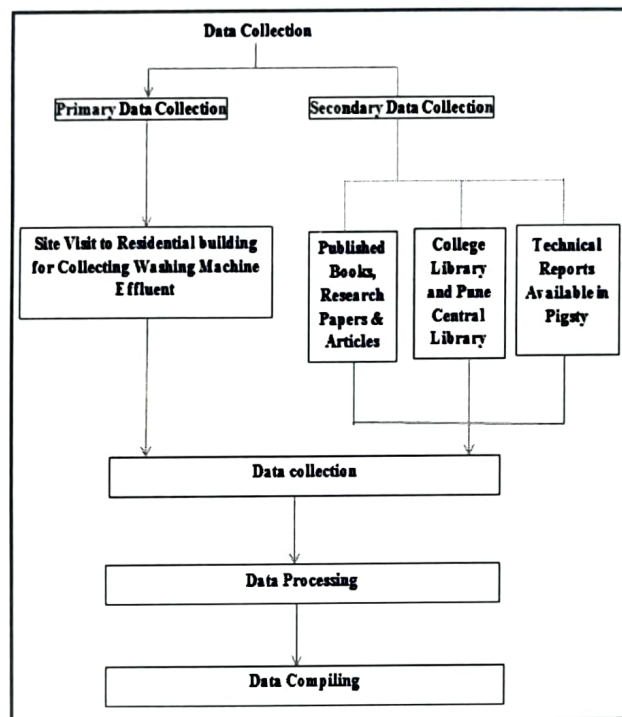 Data Collection
Primary Data Collection
Secondary Data Collection
Site Visit to Residential building
for Collecting Washing Machine
Effluent
Published
Books,
Research
Papers &
Articles
College
Library
and Pune
Central
Library
Technical
Reports
Available in
Pigsty
Data collection
Data Processing
Data Compiling